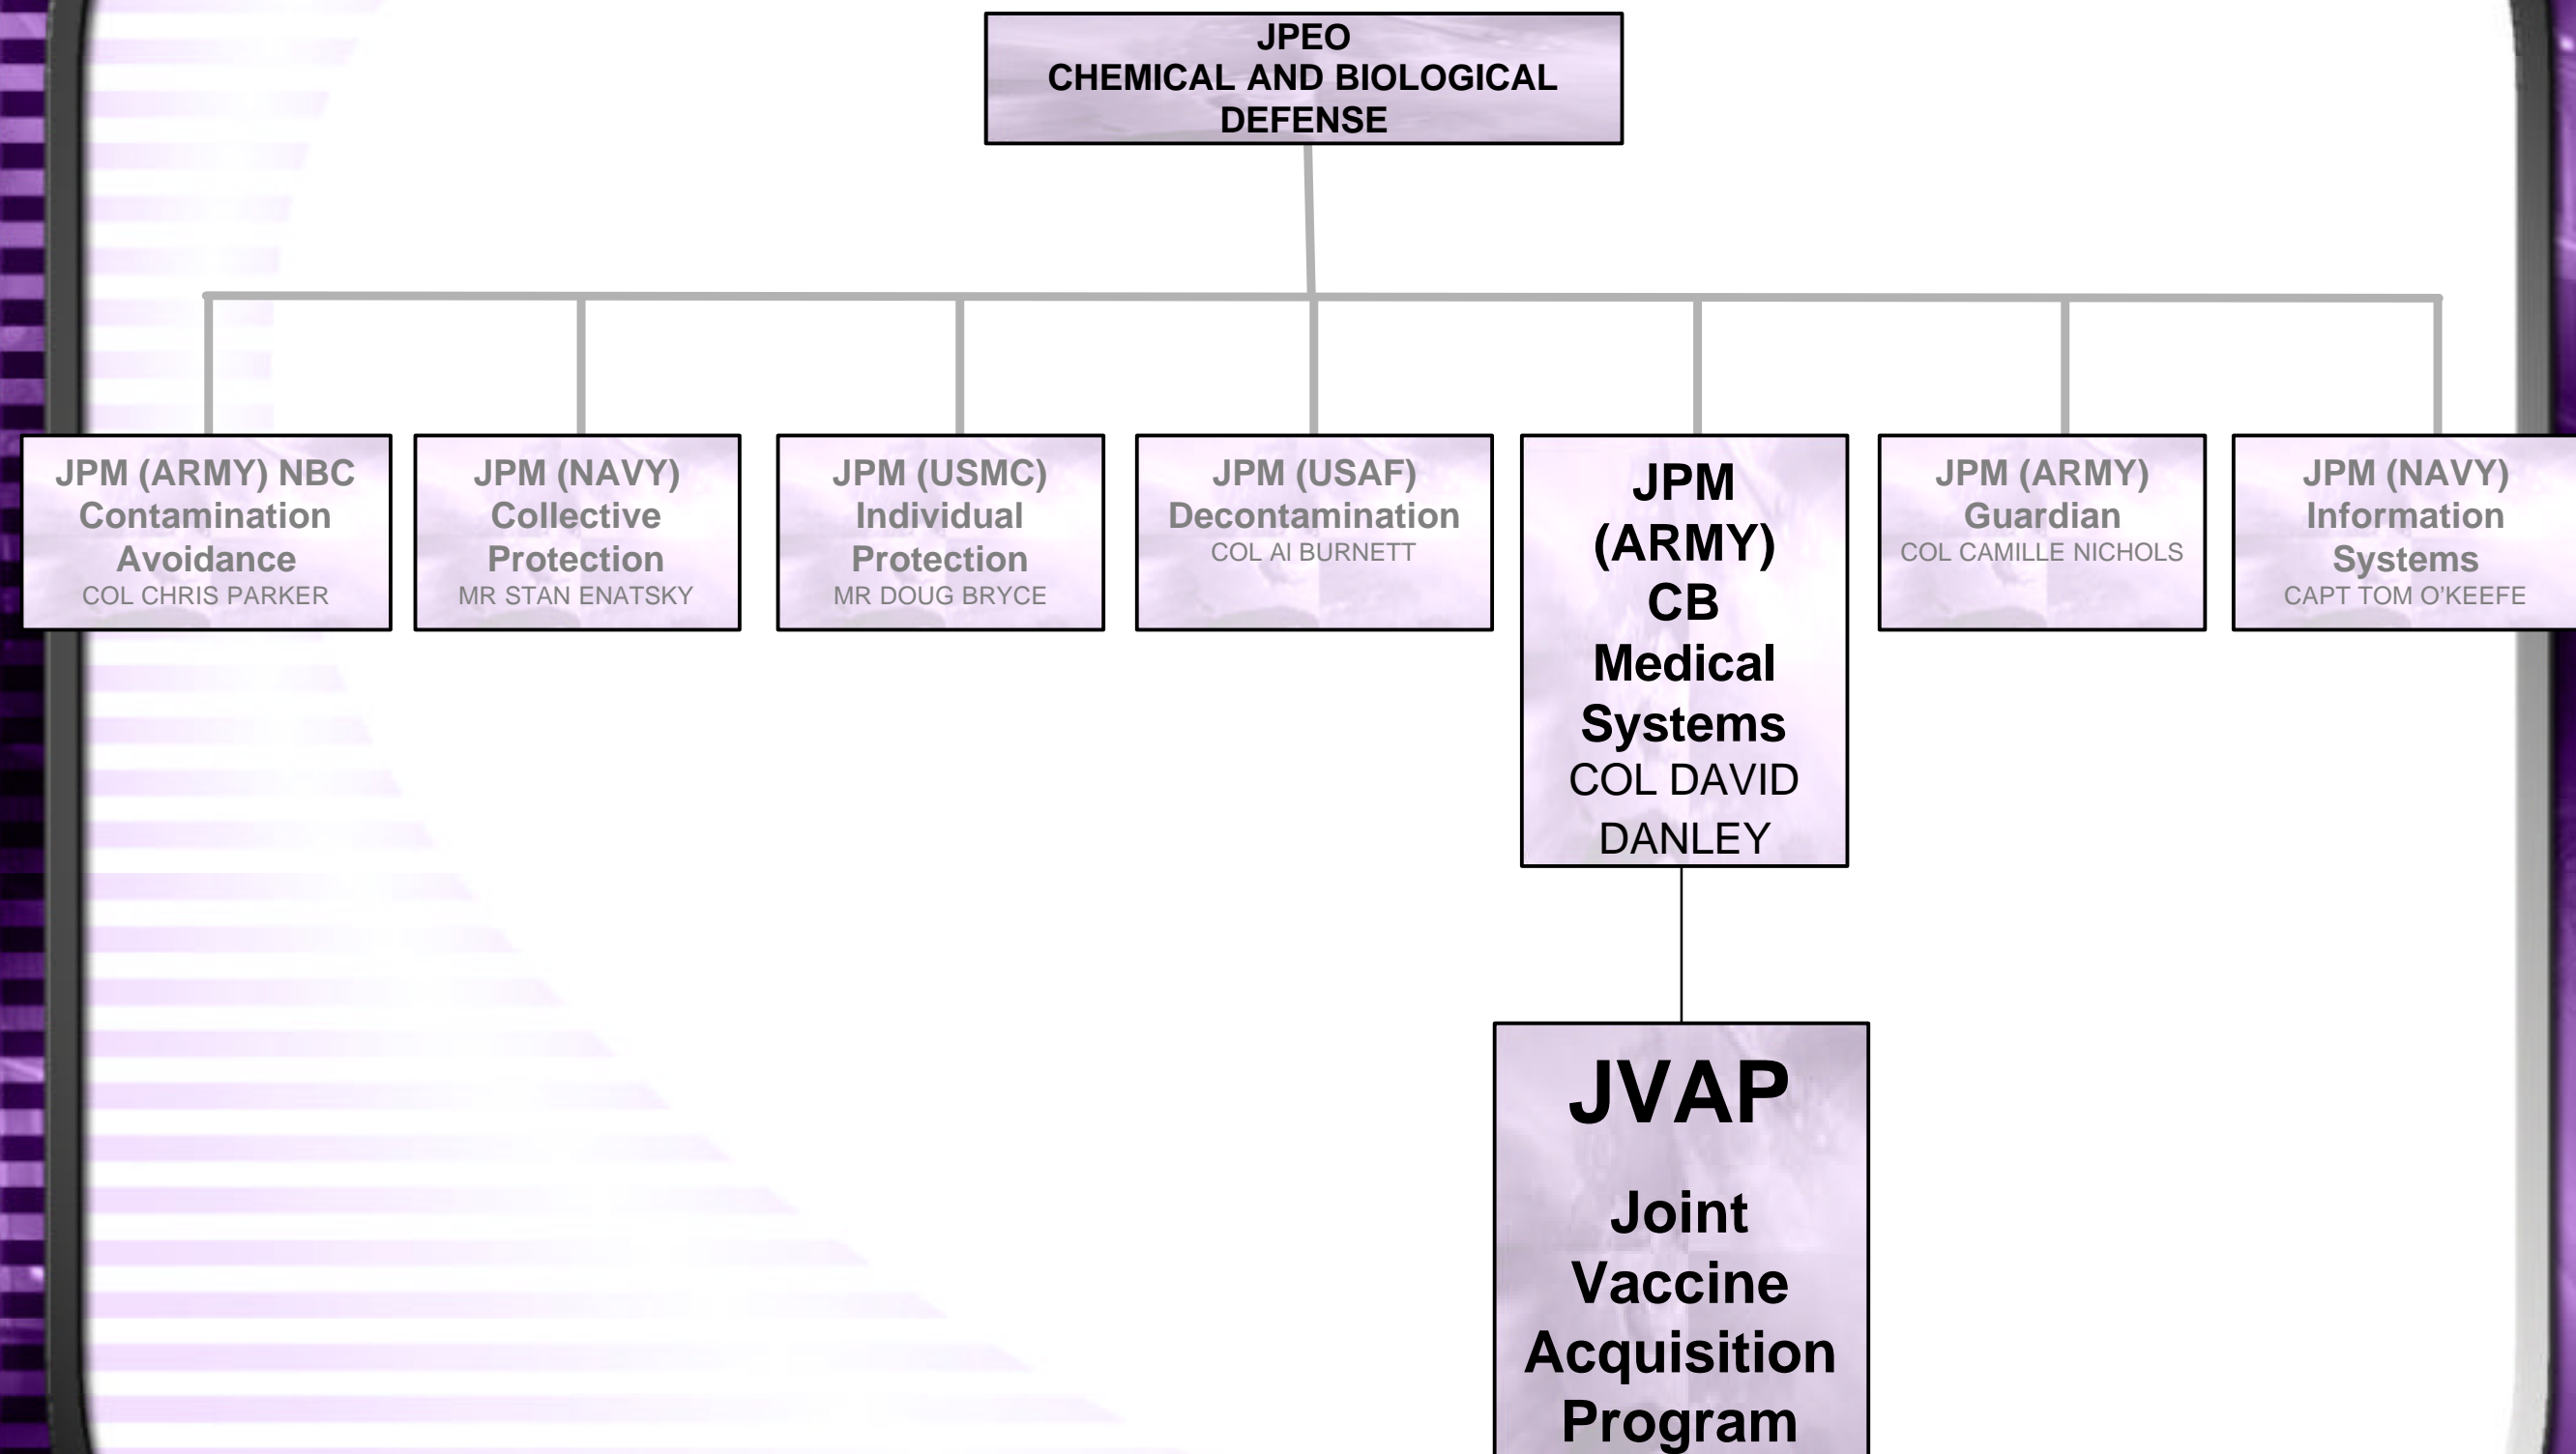 JPEO
CHEMICAL AND BIOLOGICAL
DEFENSE
JPM (ARMY) NBC
Contamination
Avoidance
COL CHRIS PARKER
JPM (NAVY)
Collective
Protection
MR STAN ENATSKY
JPM (USMC)
Individual
Protection
MR DOUG BRYCE
JPM (USAF)
Decontamination
COL Al BURNETT
JPM
(ARMY)
CB
Medical
Systems
COL DAVID
DANLEY
JPM (ARMY)
Guardian
COL CAMILLE NICHOLS
JPM (NAVY)
Information
Systems
CAPT TOM O’KEEFE
JVAP
Joint
Vaccine
Acquisition
Program